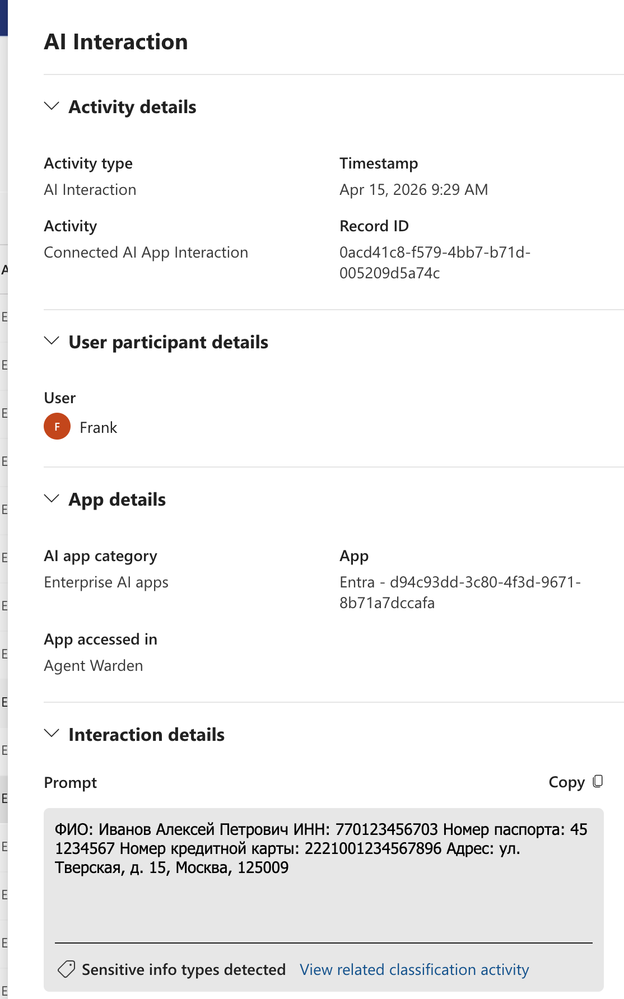 AI Interaction
Activity details
Activity type
AI Interaction
Timestamp
Apr 15, 2026 9:29 AM
Activity
Connected AI App Interaction
Record ID
0acd41c8-f579-4bb7-b71d-
005209d5a74c
User participant details
User
F
Frank
App details
AI app category
Enterprise AI apps
App
Entra - d94c93dd-3c80-4f3d-9671-
8b71a7dccafa
App accessed in
Agent Warden
Interaction details
Prompt
Copy
ФИО: Иванов Алексей Петрович ИНН: 770123456703 Номер паспорта: 45
1234567 Номер кредитной карты: 2221001234567896 Адрес: ул.
Тверская, д. 15, Москва, 125009
Sensitive info types detected View related classification activity